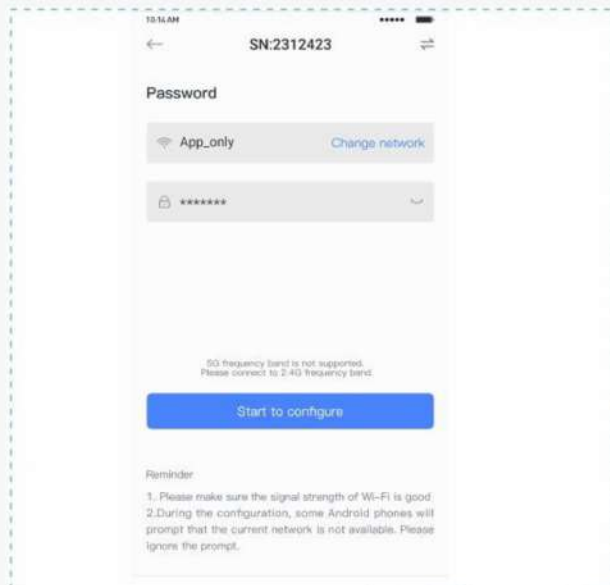 10:14 AM
SN:2312423
Password
App_only
Change network
*******
5G frequency band is not supported.
Please connect to 2.4G frequency band.
Start to configure
Reminder
1. Please make sure the signal strength of Wi-Fi is good
2.During the configuration, some Android phones will
prompt that the current network is not available. Please
ignore the prompt.